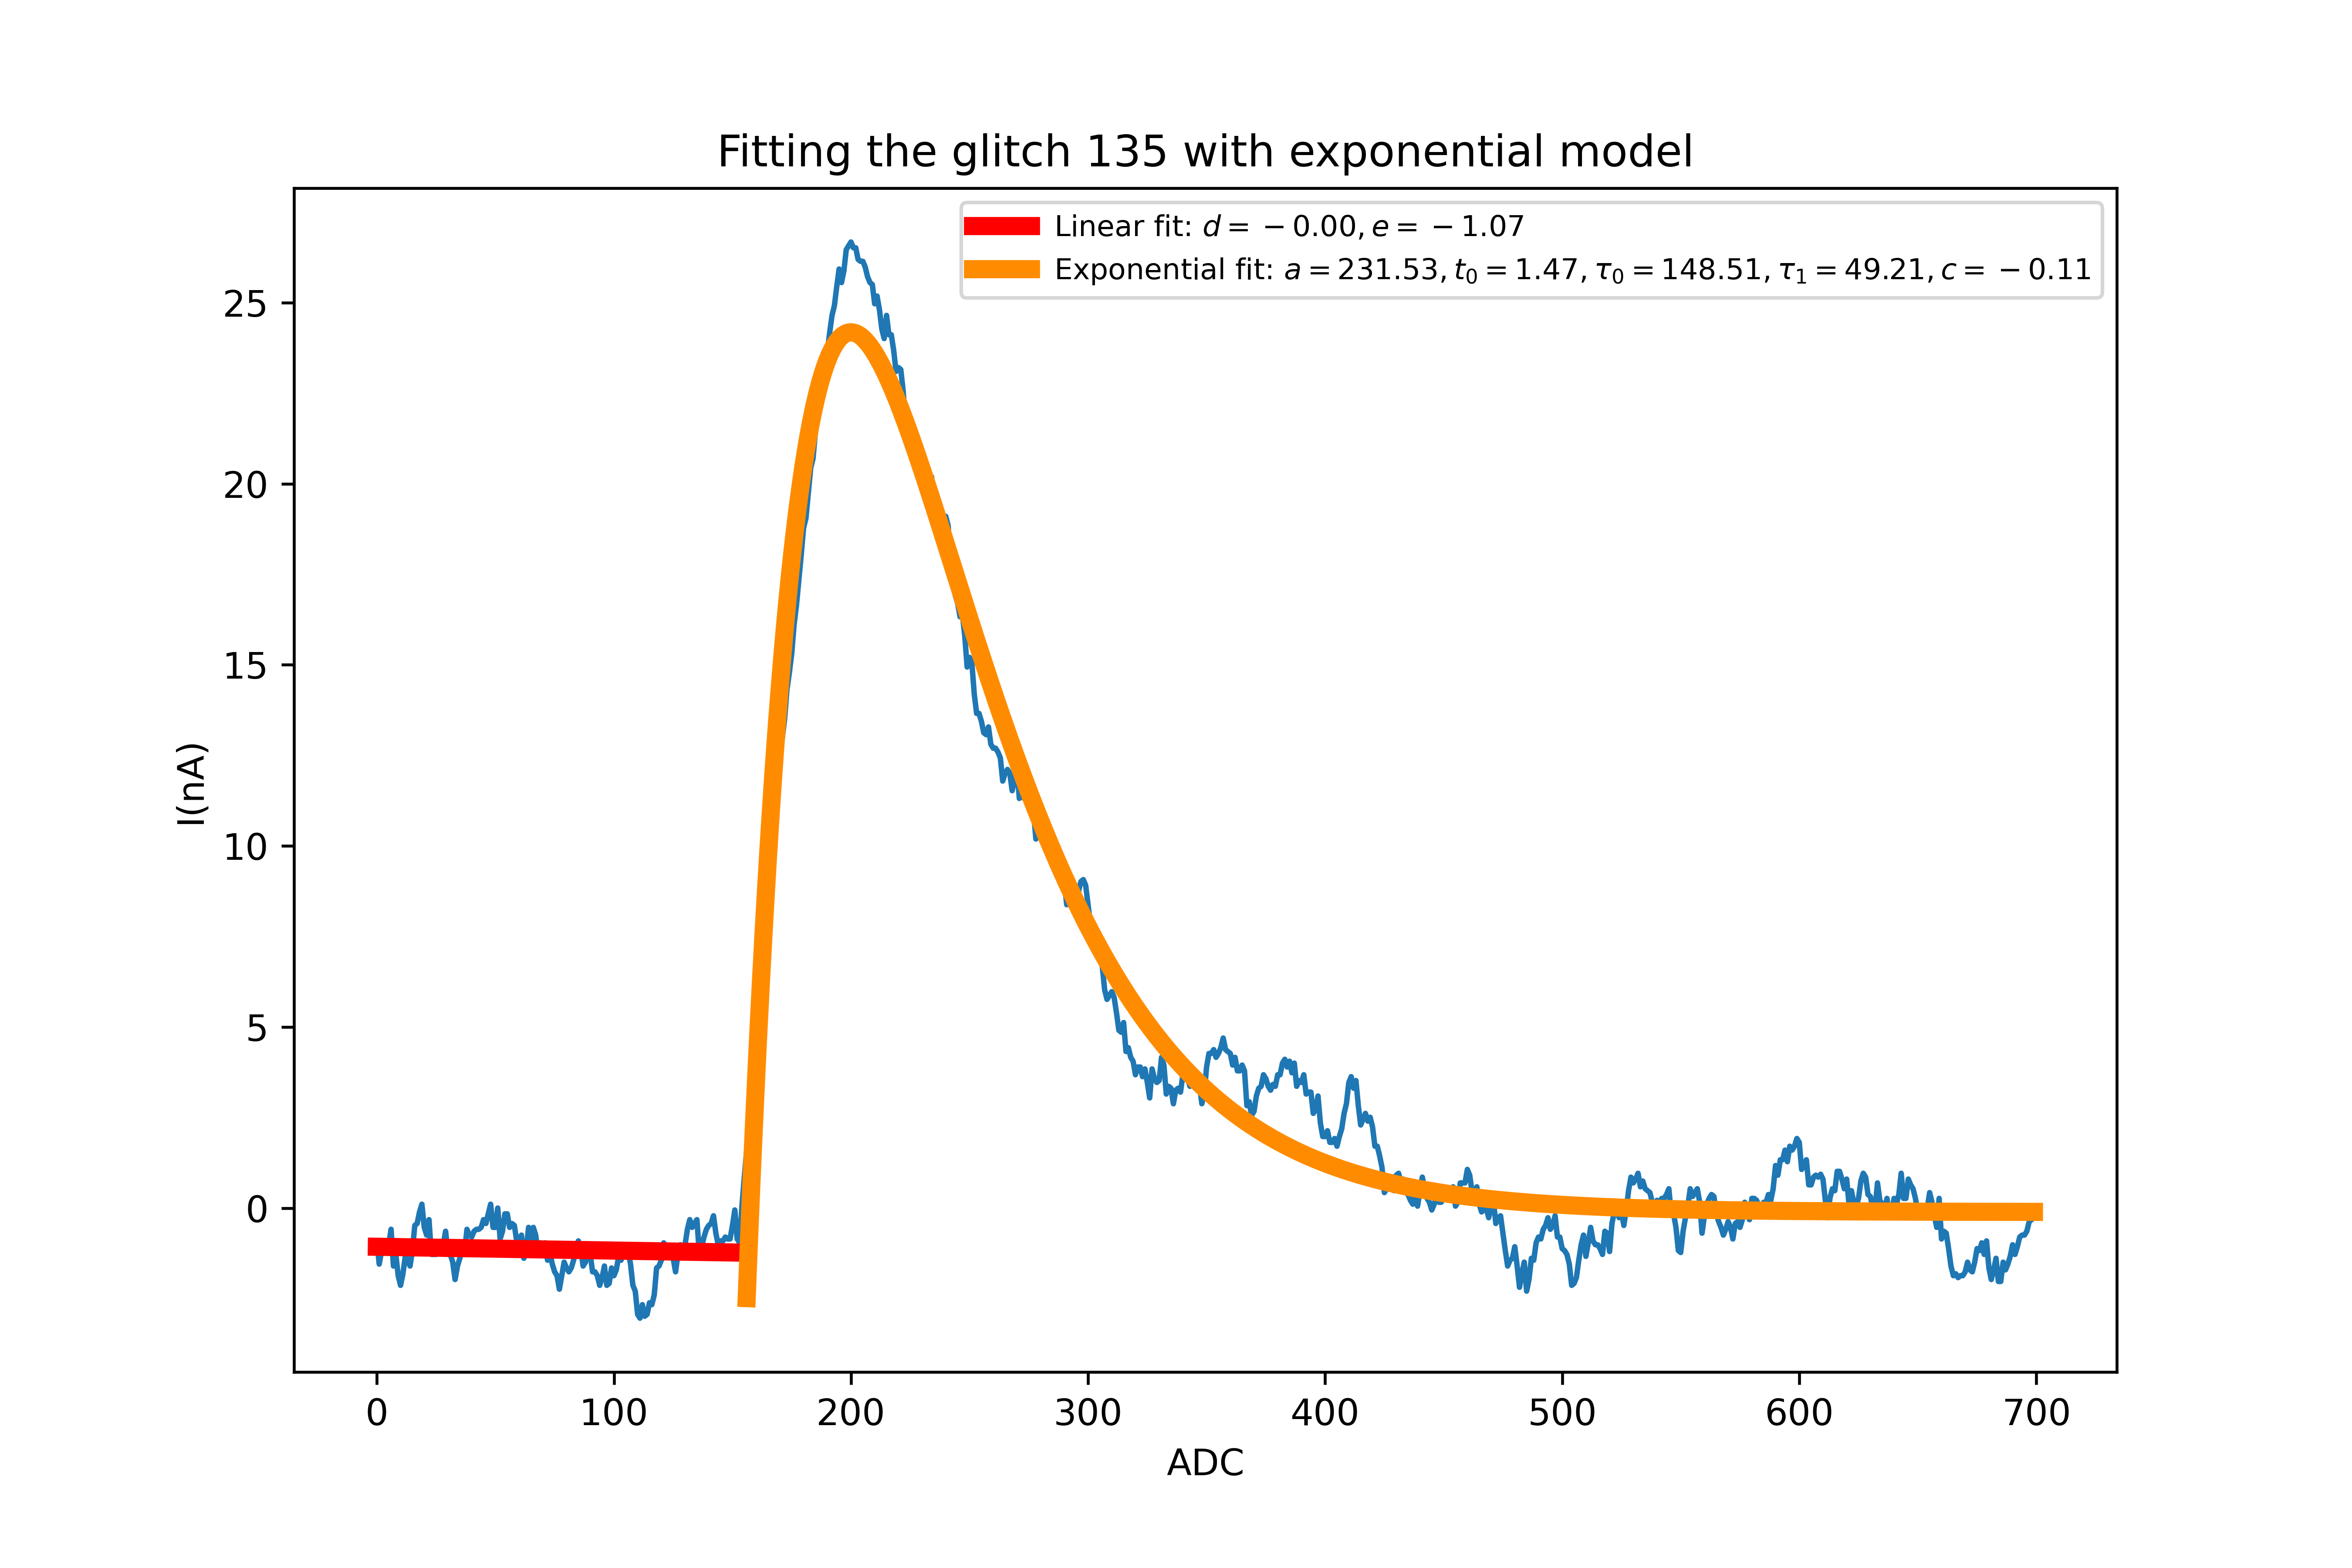 Fitting the glitch 135 with exponential model
Linear fit: d = −0.00, e = −1.07
Exponential fit: a = 231.53, t₀ = 1.47, τ₀ = 148.51, τ₁ = 49.21, c = −0.11
25
20
15
10
5
0
I(nA)
0 100 200 300 400 500 600 700
ADC